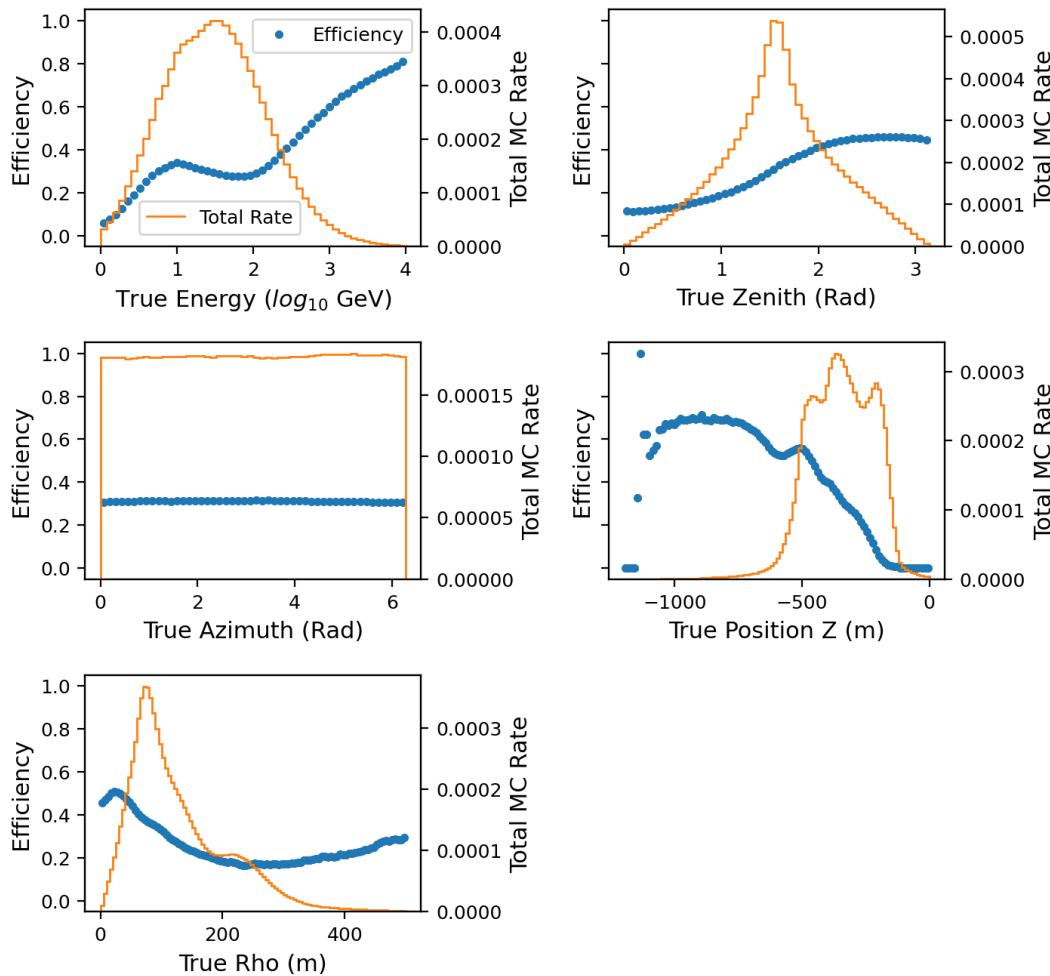 1.0
0.8
0.6
0.4
0.2
0.0
Efficiency
Efficiency
Total Rate
0.0004
0.0003
0.0002
0.0001
0.0000
Total MC Rate
0 1 2 3 4
True Energy (log10 GeV)
Efficiency
0.0005
0.0004
0.0003
0.0002
0.0001
0.0000
Total MC Rate
0 1 2 3
True Zenith (Rad)
1.0
0.8
0.6
0.4
0.2
0.0
Efficiency
0.00015
0.00010
0.00005
0.00000
Total MC Rate
0 2 4 6
True Azimuth (Rad)
Efficiency
0.0003
0.0002
0.0001
0.0000
Total MC Rate
−1000 −500 0
True Position Z (m)
1.0
0.8
0.6
0.4
0.2
0.0
Efficiency
0.0003
0.0002
0.0001
0.0000
Total MC Rate
0 200 400
True Rho (m)